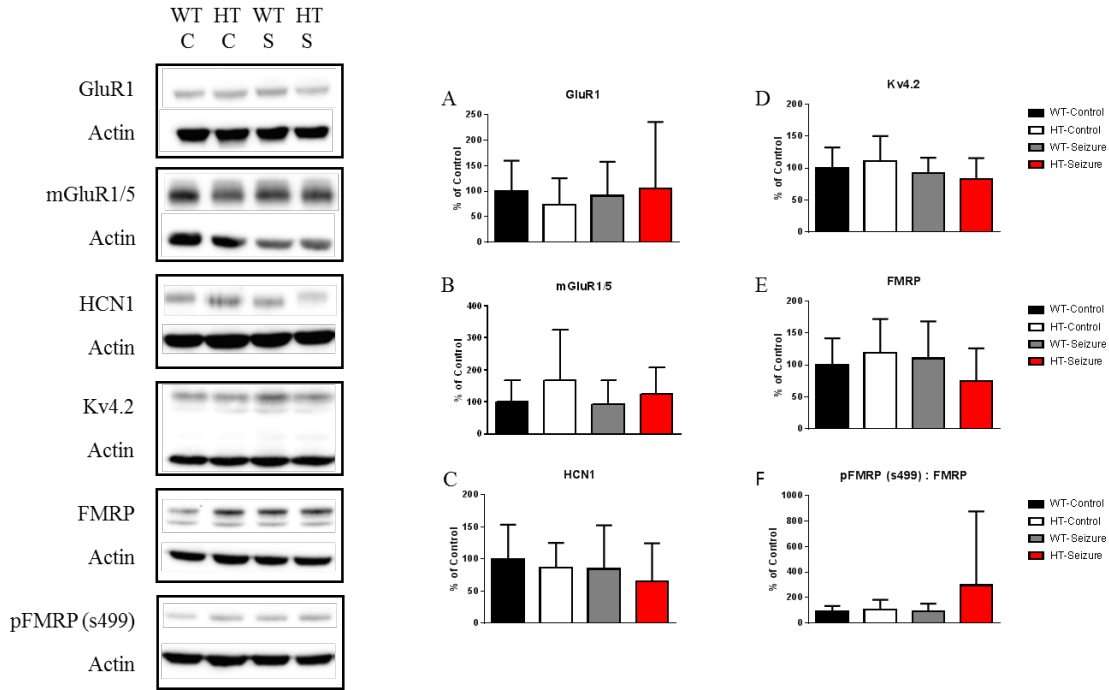 WT HT WT HT
C C S S
GluR1
Actin
mGluR1/5
Actin
HCN1
Actin
Kv4.2
Actin
FMRP
Actin
pFMRP (s499)
Actin
A
GluR1
% of Control
250
200
150
100
50
0
B
mGluR1/5
% of Control
400
300
200
100
0
C
HCN1
% of Control
200
150
100
50
0
D
Kv4.2
% of Control
200
150
100
50
0
WT-Control
HT-Control
WT-Seizure
HT-Seizure
E
FMRP
% of Control
200
150
100
50
0
WT-Control
HT-Control
WT-Seizure
HT-Seizure
F
pFMRP (s499) : FMRP
% of Control
1000
800
600
400
200
0
WT-Control
HT-Control
WT-Seizure
HT-Seizure